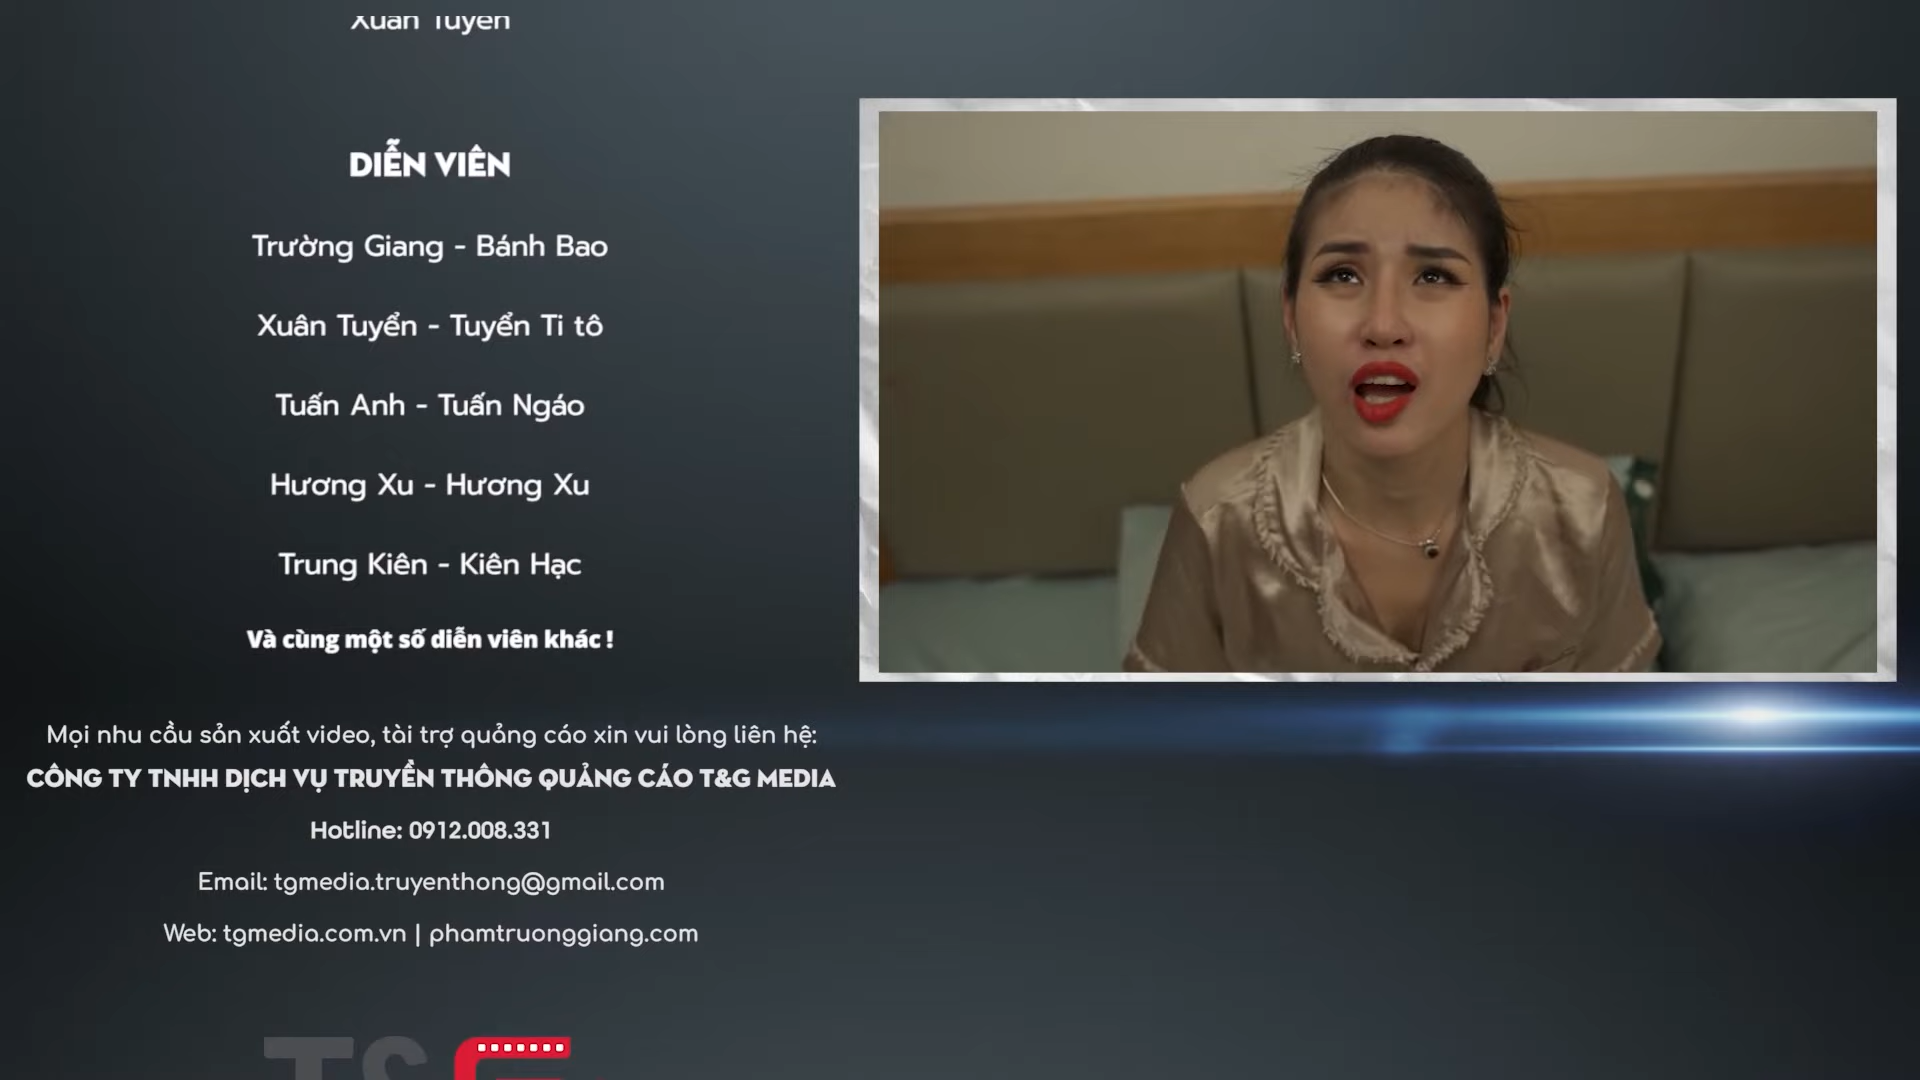 Xuân Tuyển
DIỄN VIÊN
Trường Giang - Bánh Bao
Xuân Tuyển - Tuyển Ti tô
Tuấn Anh - Tuấn Ngáo
Hương Xu - Hương Xu
Trung Kiên - Kiên Hạc
Và cùng một số diễn viên khác !
Mọi nhu cầu sản xuất video, tài trợ quảng cáo xin vui lòng liên hệ:
CÔNG TY TNHH DỊCH VỤ TRUYỀN THÔNG QUẢNG CÁO T&G MEDIA
Hotline: 0912.008.331
Email: tgmedia.truyenthong@gmail.com
Web: tgmedia.com.vn | phamtruonggiang.com